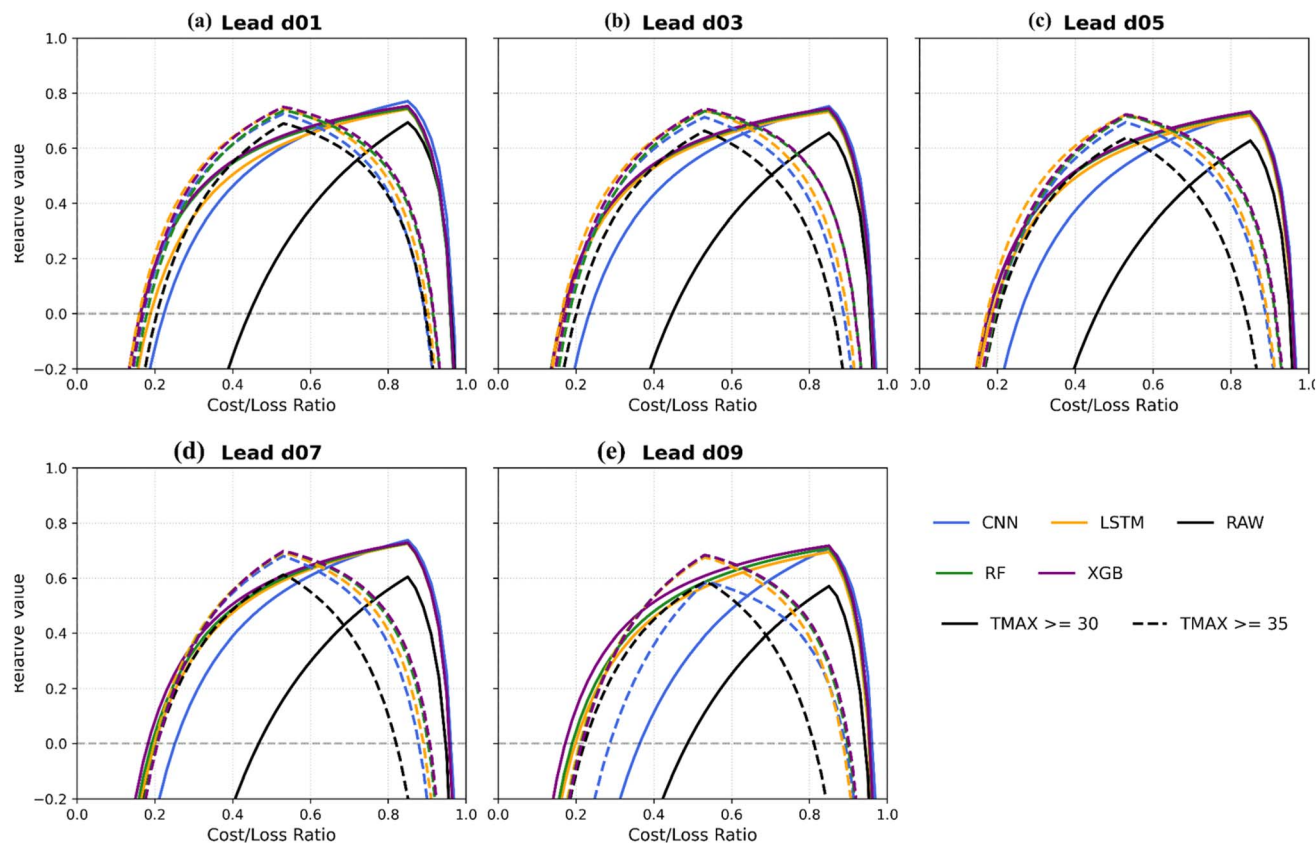 (a) Lead d01
(b) Lead d03
(c) Lead d05
1.0
0.8
0.6
0.4
0.2
0.0
−0.2
Relative value
0.0 0.2 0.4 0.6 0.8 1.0
0.2 0.4 0.6 0.8 1.0
0.2 0.4 0.6 0.8 1.0
Cost/Loss Ratio
Cost/Loss Ratio
Cost/Loss Ratio
(d) Lead d07
(e) Lead d09
1.0
0.8
0.6
0.4
0.2
0.0
−0.2
Relative value
0.0 0.2 0.4 0.6 0.8 1.0
0.2 0.4 0.6 0.8 1.0
Cost/Loss Ratio
Cost/Loss Ratio
CNN LSTM RAW
RF XGB
TMAX >= 30 TMAX >= 35